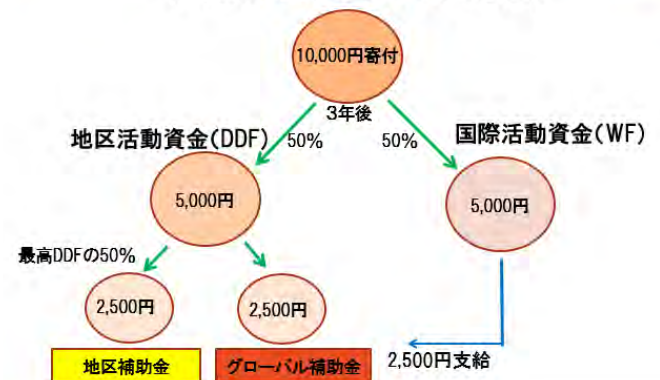 10,000円寄付
3年後
地区活動資金(DDF)
50%
50%
国際活動資金(WF)
5,000円
5,000円
最高DDFの50%
2,500円
2,500円
2,500円支給
地区補助金
グローバル補助金